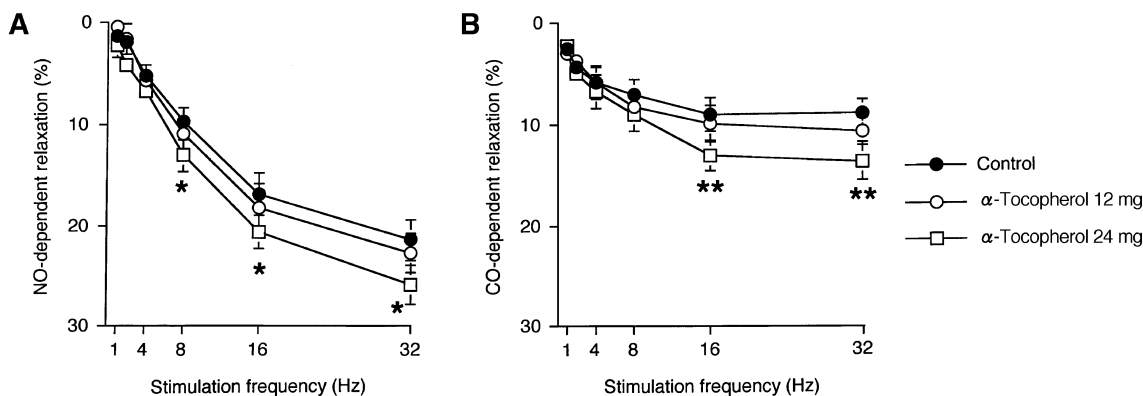 A
NO-dependent relaxation (%)
0
10
20
30
*
*
*
1 4 8 16 32
Stimulation frequency (Hz)
B
CO-dependent relaxation (%)
0
10
20
30
**
**
1 4 8 16 32
Stimulation frequency (Hz)
Control
α-Tocopherol 12 mg
α-Tocopherol 24 mg